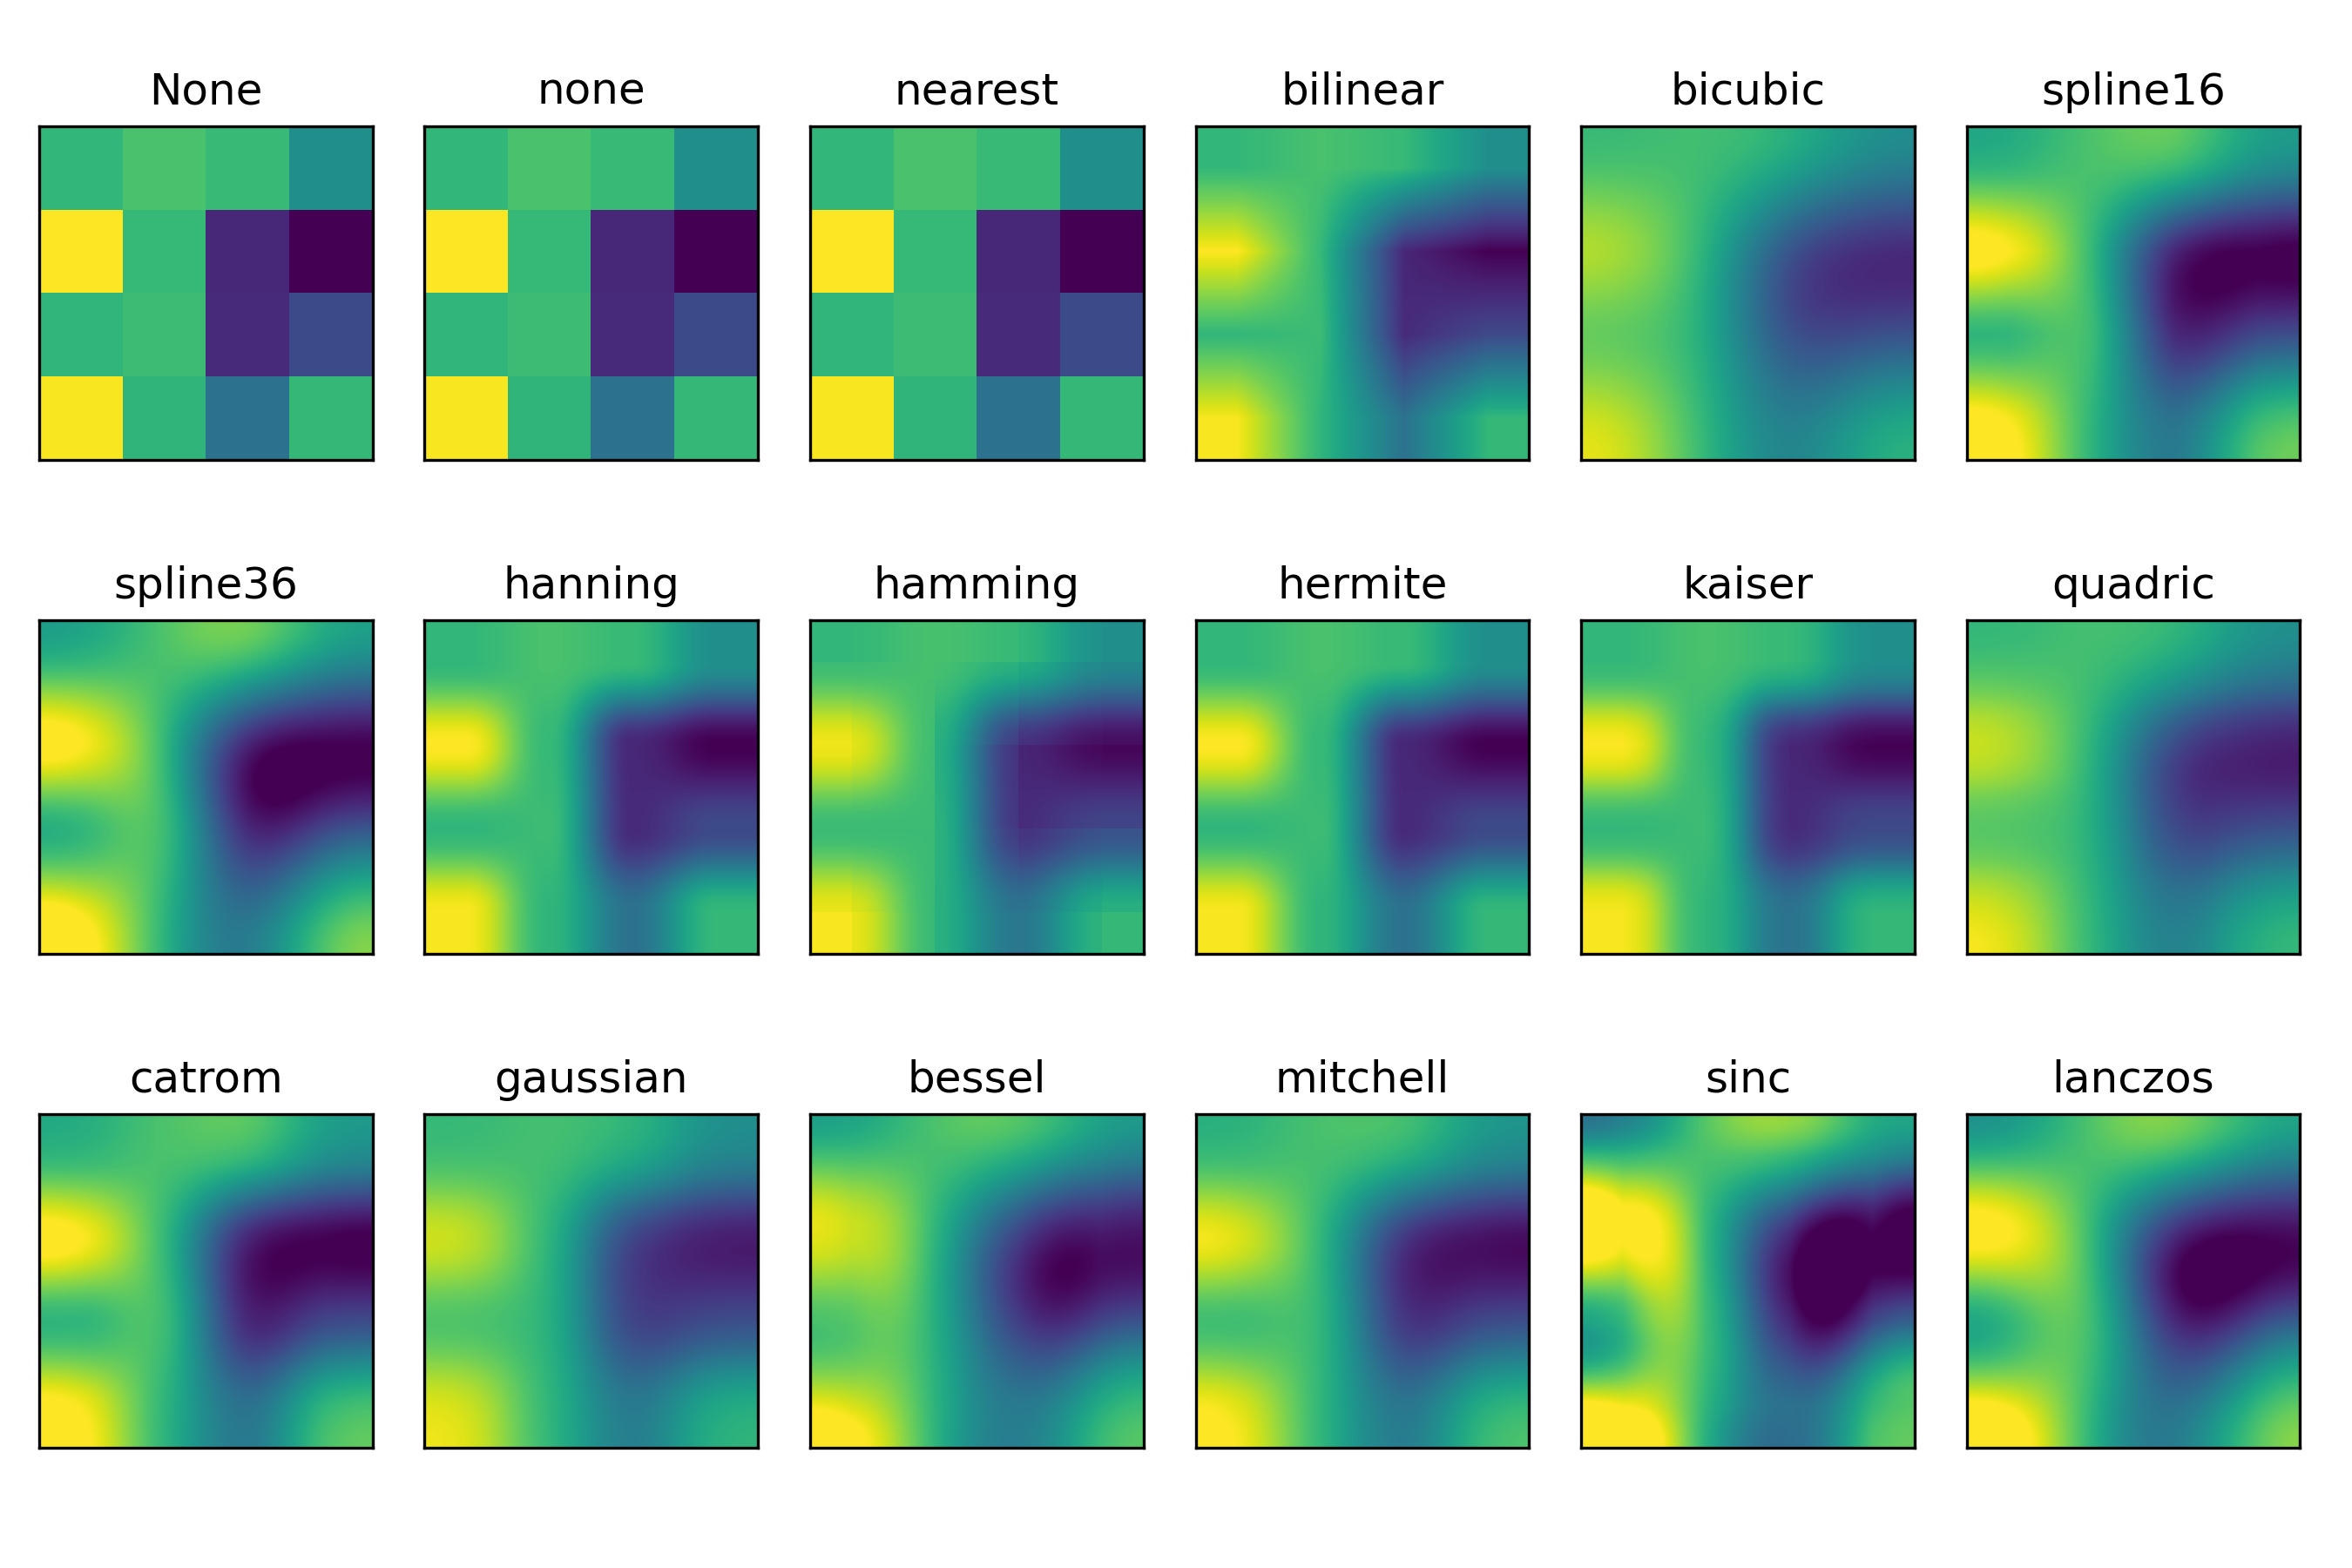 None none nearest bilinear bicubic spline16
spline36 hanning hamming hermite kaiser quadric
catrom gaussian bessel mitchell sinc lanczos